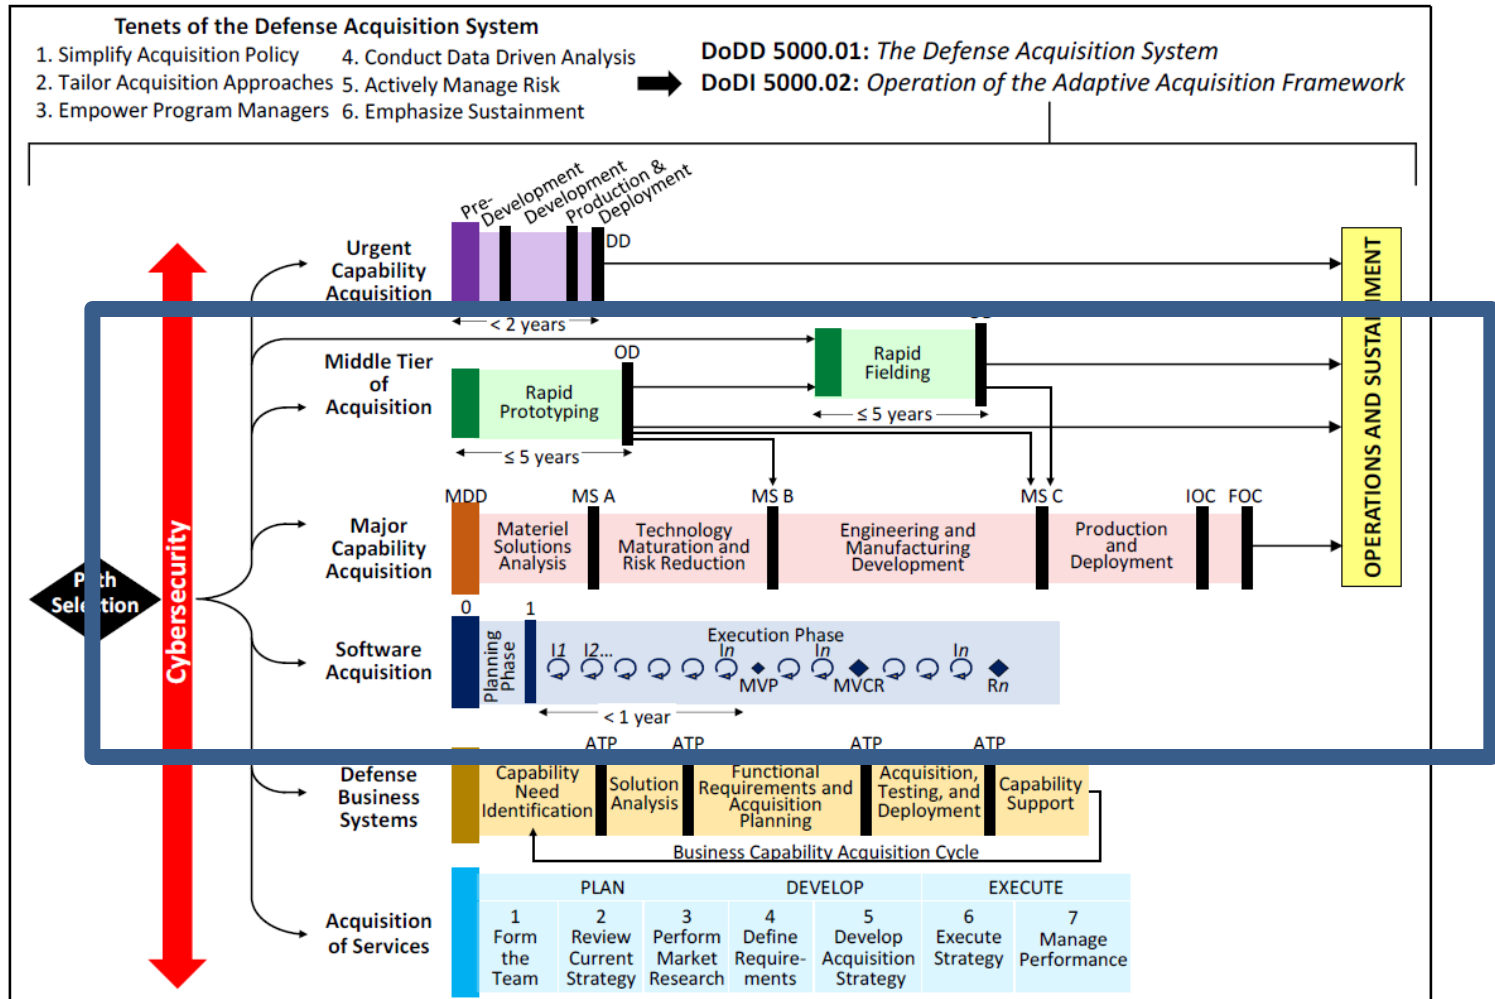 Tenets of the Defense Acquisition System
1. Simplify Acquisition Policy
2. Tailor Acquisition Approaches
3. Empower Program Managers
4. Conduct Data Driven Analysis
5. Actively Manage Risk
6. Emphasize Sustainment
DoDD 5000.01: The Defense Acquisition System
DoDI 5000.02: Operation of the Adaptive Acquisition Framework
Path
Selection
Cybersecurity
Urgent
Capability
Acquisition
Pre-
Development
Development
Production &
Deployment
DD
< 2 years
Middle Tier
of
Acquisition
Rapid
Prototyping
OD
≤ 5 years
Rapid
Fielding
≤ 5 years
Major
Capability
Acquisition
MDD
MS A
MS B
MS C
IOC
FOC
Materiel
Solutions
Analysis
Technology
Maturation and
Risk Reduction
Engineering and
Manufacturing
Development
Production
and
Deployment
OPERATIONS AND SUSTAINMENT
Software
Acquisition
0
1
Planning
Phase
Execution Phase
I1
I2...
In
In
In
MVP
MVCR
Rn
< 1 year
Defense
Business
Systems
ATP
ATP
ATP
ATP
Capability
Need
Identification
Solution
Analysis
Functional
Requirements and
Acquisition
Planning
Acquisition,
Testing, and
Deployment
Capability
Support
Business Capability Acquisition Cycle
Acquisition
of Services
PLAN
DEVELOP
EXECUTE
1
Form
the
Team
2
Review
Current
Strategy
3
Perform
Market
Research
4
Define
Require-
ments
5
Develop
Acquisition
Strategy
6
Execute
Strategy
7
Manage
Performance